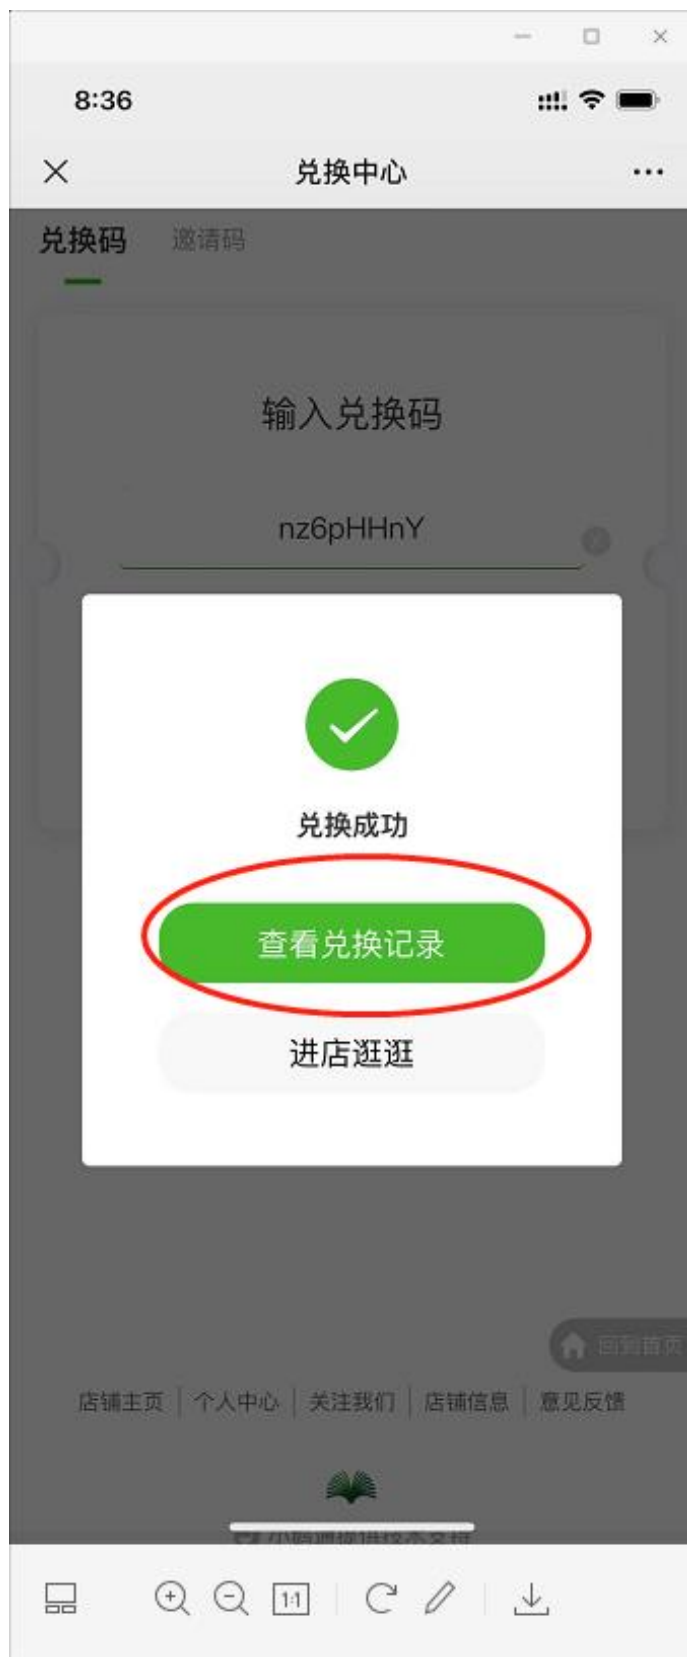 8:36
兑换中心
兑换码 邀请码
输入兑换码
nz6pHHnY
兑换成功
查看兑换记录
进店逛逛
回到首页
店铺主页 | 个人中心 | 关注我们 | 店铺信息 | 意见反馈
1:1